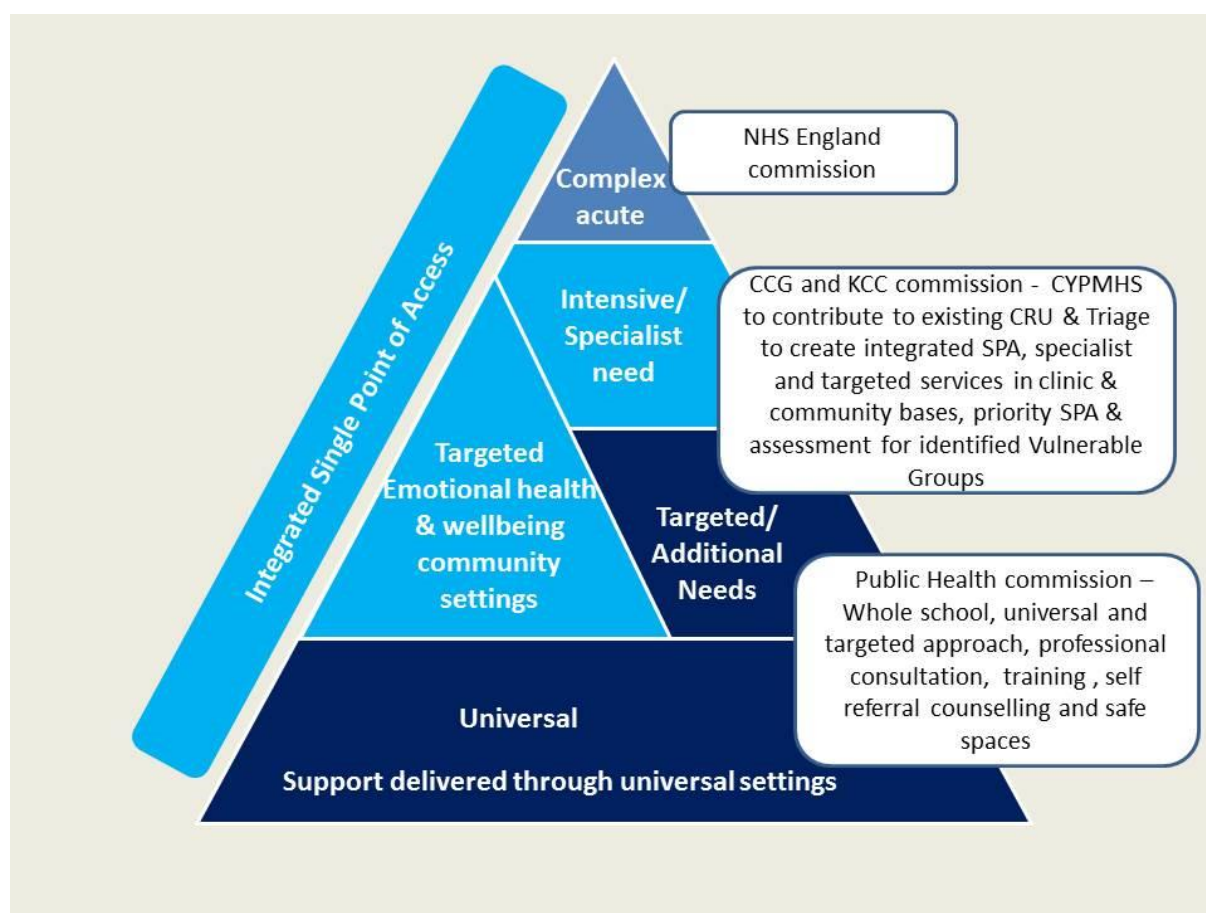 Integrated Single Point of Access
Complex
acute
NHS England
commission
Intensive/
Specialist
need
CCG and KCC commission - CYPMHS
to contribute to existing CRU & Triage
to create integrated SPA, specialist
and targeted services in clinic &
community bases, priority SPA &
assessment for identified Vulnerable
Groups
Targeted
Emotional health
& wellbeing
community
settings
Targeted/
Additional
Needs
Public Health commission –
Whole school, universal and
targeted approach, professional
consultation, training , self
referral counselling and safe
spaces
Universal
Support delivered through universal settings